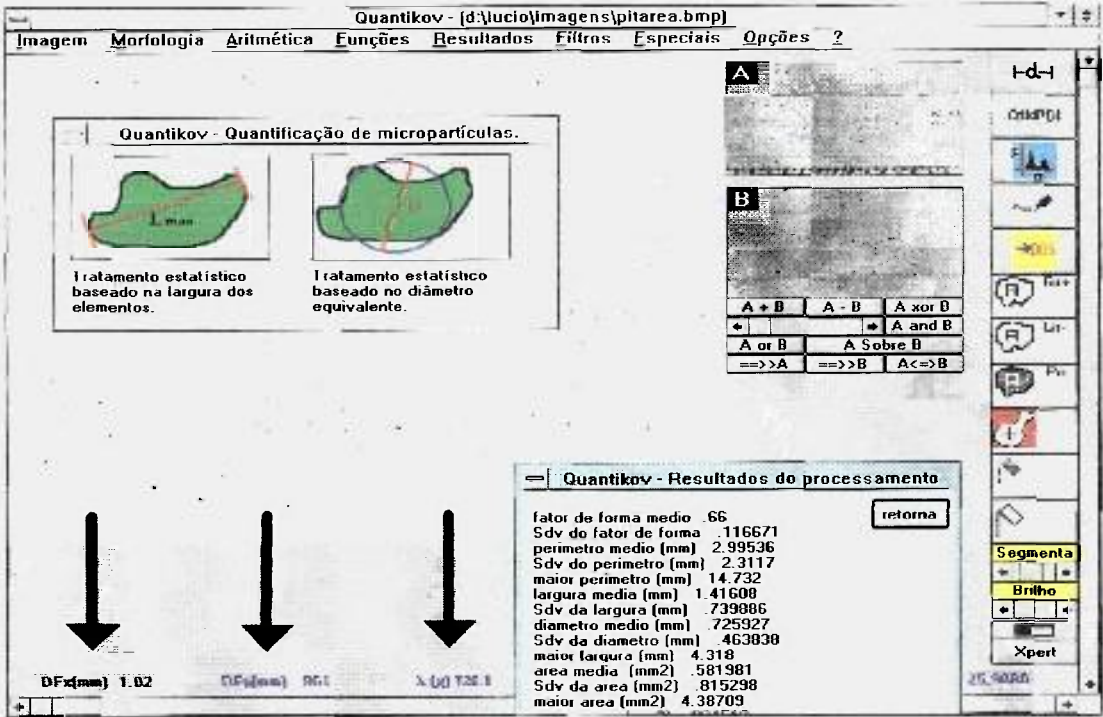 Quantikov - [d:\lucio\imagens\pitarea.bmp]
Imagem Morfologia Aritmética Funções Resultados Filtros Especiais Opções ?
Quantikov - Quantificação de micropartículas.
L max
Tratamento estatístico
baseado na largura dos
elementos.
Tratamento estatístico
baseado no diâmetro
equivalente.
A
B
A + B A - B A xor B
A and B
A or B A Sobre B
==>>A ==>>B A<=>B
Quantikov - Resultados do processamento
retorna
fator de forma medio .66
Sdv do fator de forma .116671
perimetro medio (mm) 2.99536
Sdv do perimetro (mm) 2.3117
maior perimetro (mm) 14.732
largura media (mm) 1.41608
Sdv da largura (mm) .739886
diametro medio (mm) .725927
Sdv da diametro (mm) .463838
maior largura (mm) 4.318
area media (mm2) .581981
Sdv da area (mm2) .815298
maior area (mm2) 4.38709
DFx(mm) 1.02
d
Segmenta
Brilho
Xpert